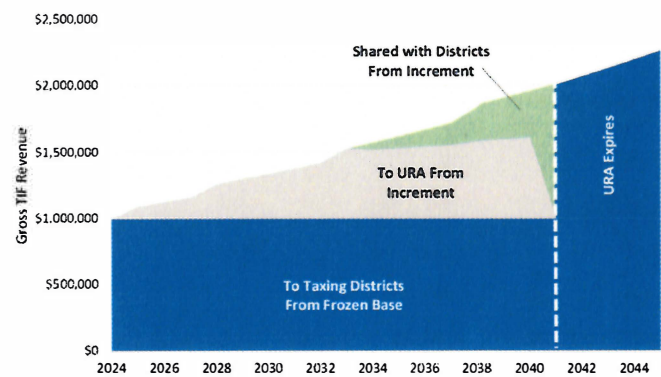 $2,500,000
Shared with Districts
From Increment
$2,000,000
$1,500,000
To URA From
Increment
$1,000,000
$500,000
To Taxing Districts
From Frozen Base
$0
Gross TIF Revenue
URA Expires
2024 2026 2028 2030 2032 2034 2036 2038 2040 2042 2044